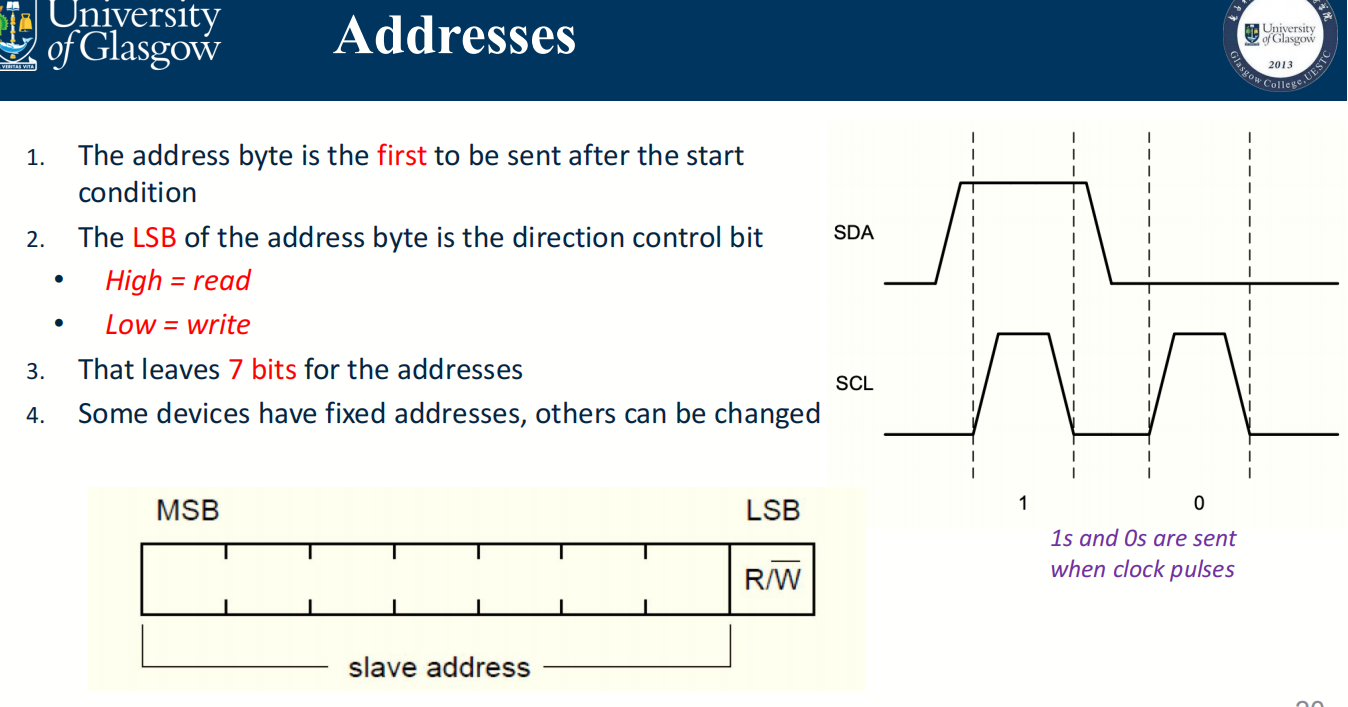 University
of Glasgow
VERITAS VITA
Addresses
University
of Glasgow
2013
Glasgow College, UESTC
1. The address byte is the first to be sent after the start
condition
2. The LSB of the address byte is the direction control bit
• High = read
• Low = write
3. That leaves 7 bits for the addresses
4. Some devices have fixed addresses, others can be changed
SDA
SCL
1 0
1s and 0s are sent
when clock pulses
MSB LSB
R/W̅
slave address